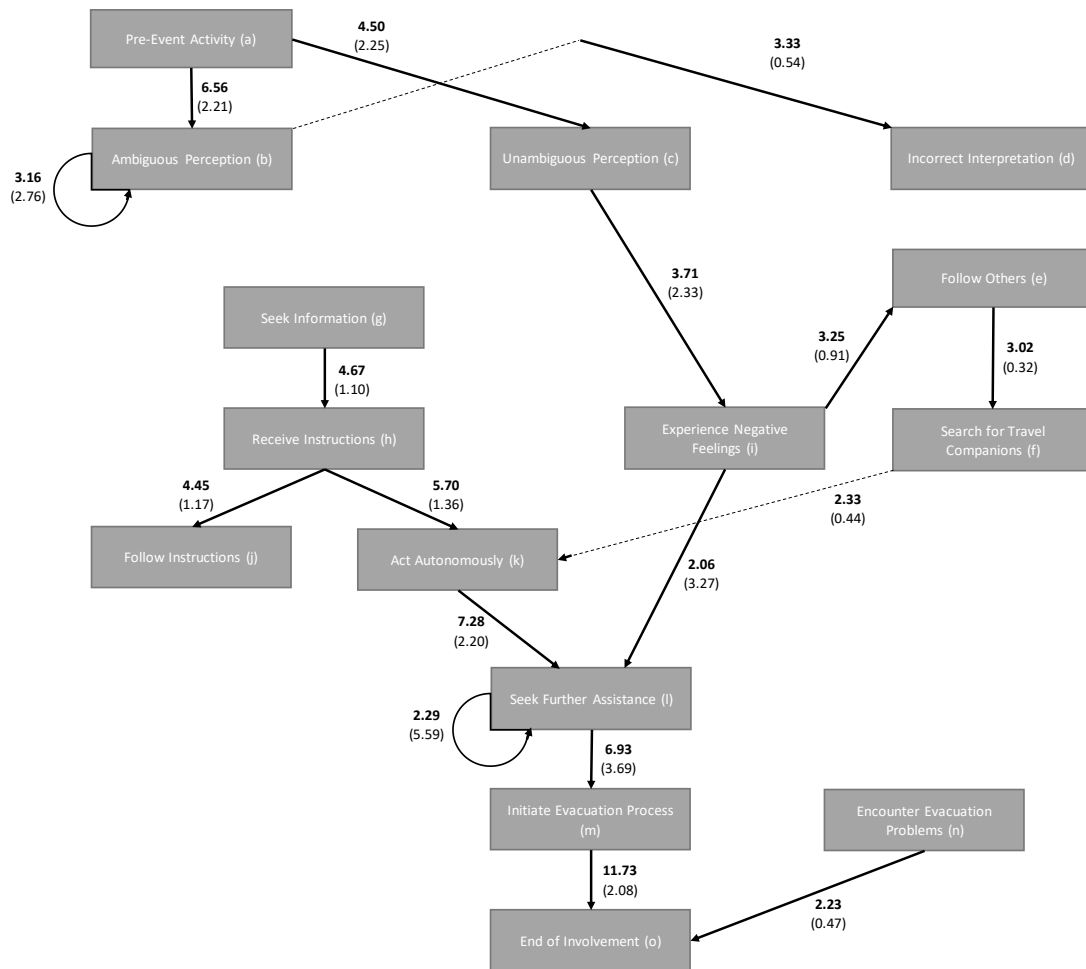 Pre-Event Activity (a)
4.50
(2.25)
3.33
(0.54)
6.56
(2.21)
Ambiguous Perception (b)
Unambiguous Perception (c)
Incorrect Interpretation (d)
3.16
(2.76)
3.71
(2.33)
Follow Others (e)
Seek Information (g)
3.25
(0.91)
3.02
(0.32)
4.67
(1.10)
Receive Instructions (h)
Experience Negative
Feelings (i)
Search for Travel
Companions (f)
4.45
(1.17)
5.70
(1.36)
2.33
(0.44)
Follow Instructions (j)
Act Autonomously (k)
2.06
(3.27)
7.28
(2.20)
Seek Further Assistance (l)
2.29
(5.59)
6.93
(3.69)
Initiate Evacuation Process
(m)
Encounter Evacuation
Problems (n)
11.73
(2.08)
2.23
(0.47)
End of Involvement (o)